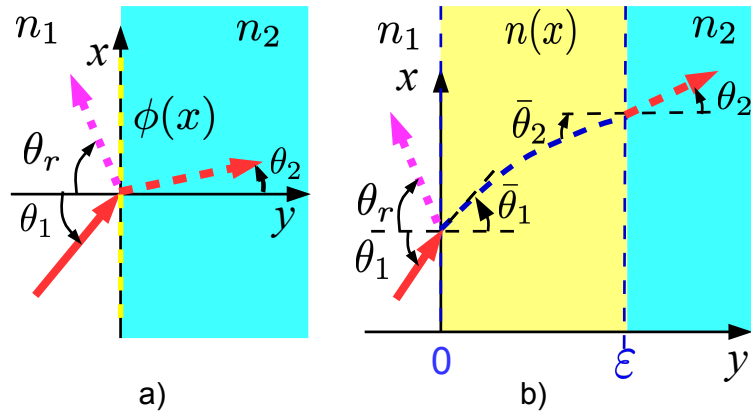 n₁
n₂
x
ϕ(x)
θᵣ
θ₁
θ₂
y
a)
n₁
n(x)
n₂
x
θ̄₂
θ₂
θᵣ
θ̄₁
θ₁
0
ε
y
b)